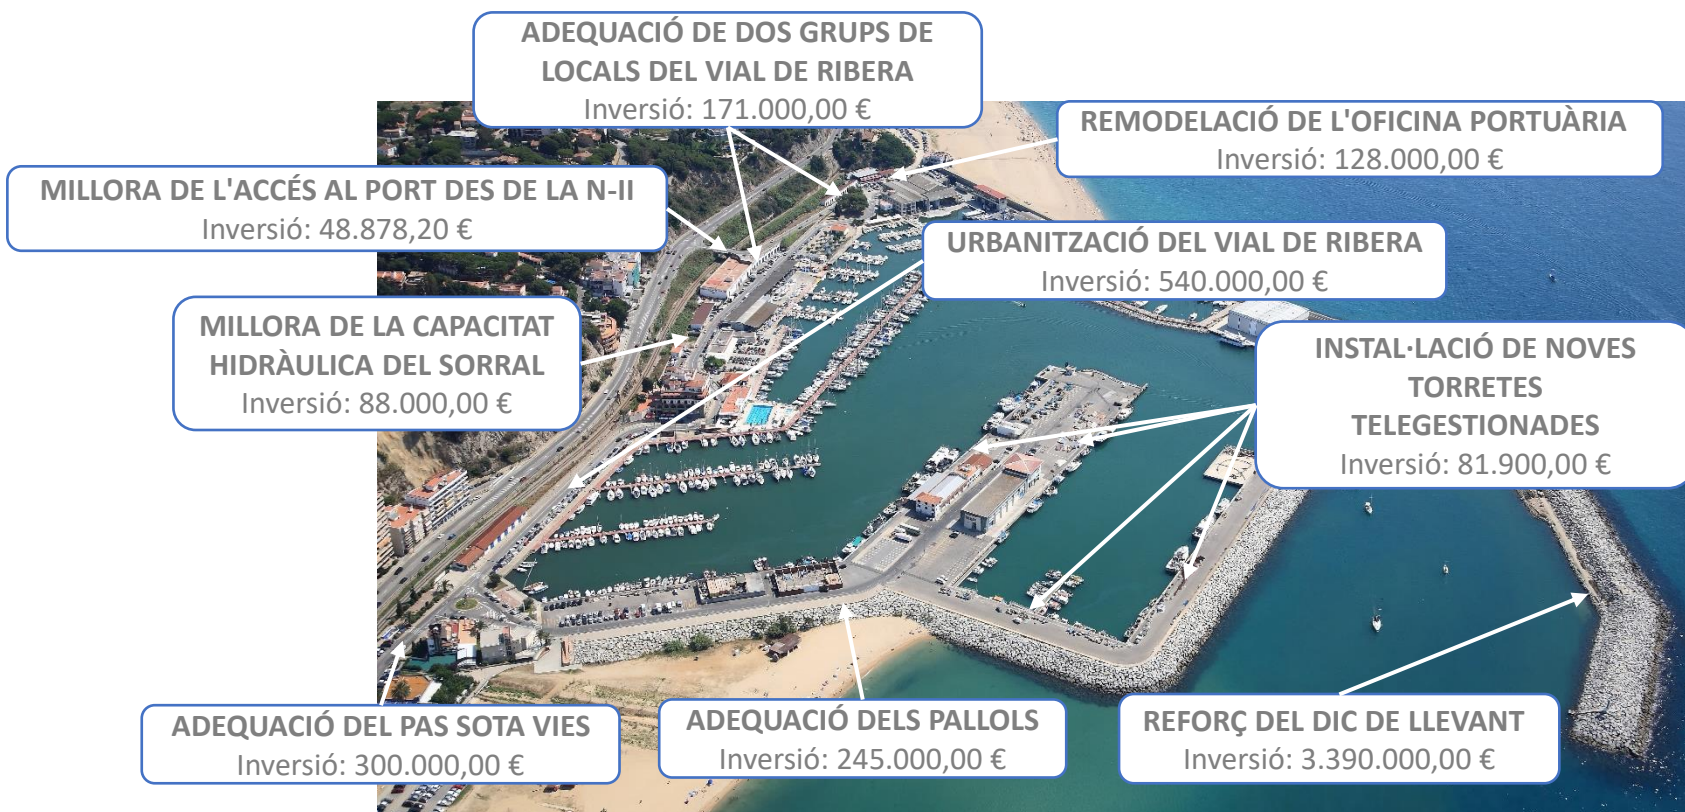 ADEQUACIÓ DE DOS GRUPS DE
LOCALS DEL VIAL DE RIBERA
Inversió: 171.000,00 €
REMODELACIÓ DE L'OFICINA PORTUÀRIA
Inversió: 128.000,00 €
MILLORA DE L'ACCÉS AL PORT DES DE LA N-II
Inversió: 48.878,20 €
URBANITZACIÓ DEL VIAL DE RIBERA
Inversió: 540.000,00 €
MILLORA DE LA CAPACITAT
HIDRÀULICA DEL SORRAL
Inversió: 88.000,00 €
INSTAL·LACIÓ DE NOVES
TORRETES
TELEGESTIONADES
Inversió: 81.900,00 €
ADEQUACIÓ DEL PAS SOTA VIES
Inversió: 300.000,00 €
ADEQUACIÓ DELS PALLOLS
Inversió: 245.000,00 €
REFORÇ DEL DIC DE LLEVANT
Inversió: 3.390.000,00 €